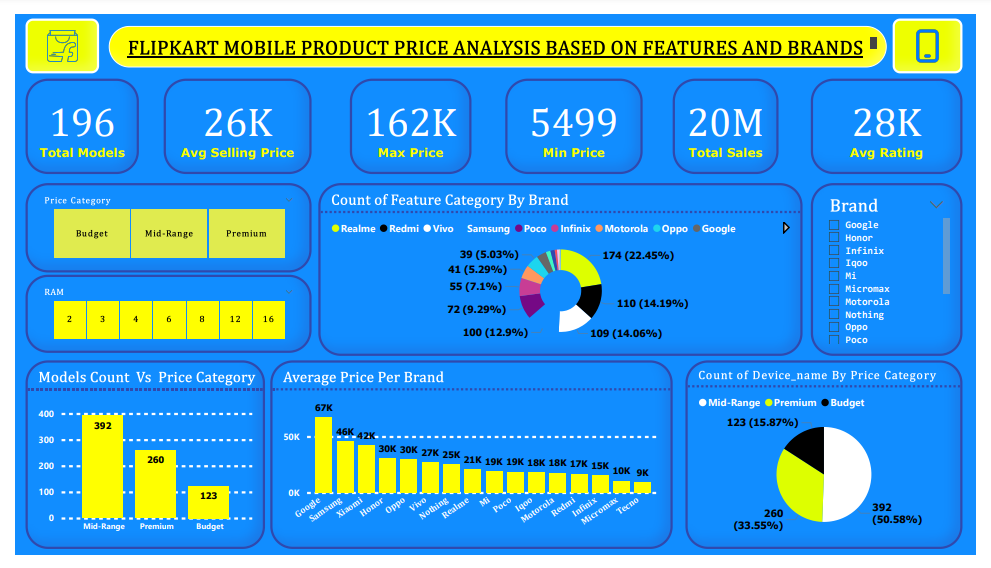 FLIPKART MOBILE PRODUCT PRICE ANALYSIS BASED ON FEATURES AND BRANDS
196
Total Models
26K
Avg Selling Price
162K
Max Price
5499
Min Price
20M
Total Sales
28K
Avg Rating
Price Category
Budget
Mid-Range
Premium
RAM
2 3 4 6 8 12 16
Count of Feature Category By Brand
Realme Redmi Vivo Samsung Poco Infinix Motorola Oppo Google
174 (22.45%)
110 (14.19%)
109 (14.06%)
100 (12.9%)
72 (9.29%)
55 (7.1%)
41 (5.29%)
39 (5.03%)
Brand
Google
Honor
Infinix
Iqoo
Mi
Micromax
Motorola
Nothing
Oppo
Poco
Models Count Vs Price Category
400
300
200
100
0
392
260
123
Mid-Range Premium Budget
Average Price Per Brand
50K
0K
67K 46K 42K 30K 30K 27K 25K 21K 19K 19K 18K 18K 17K 15K 10K 9K
Google Samsung Xiaomi Honor Oppo Vivo Nothing Realme Mi Poco Iqoo Motorola Redmi Infinix Micromax Tecno
Count of Device_name By Price Category
Mid-Range Premium Budget
123 (15.87%)
260
(33.55%)
392
(50.58%)